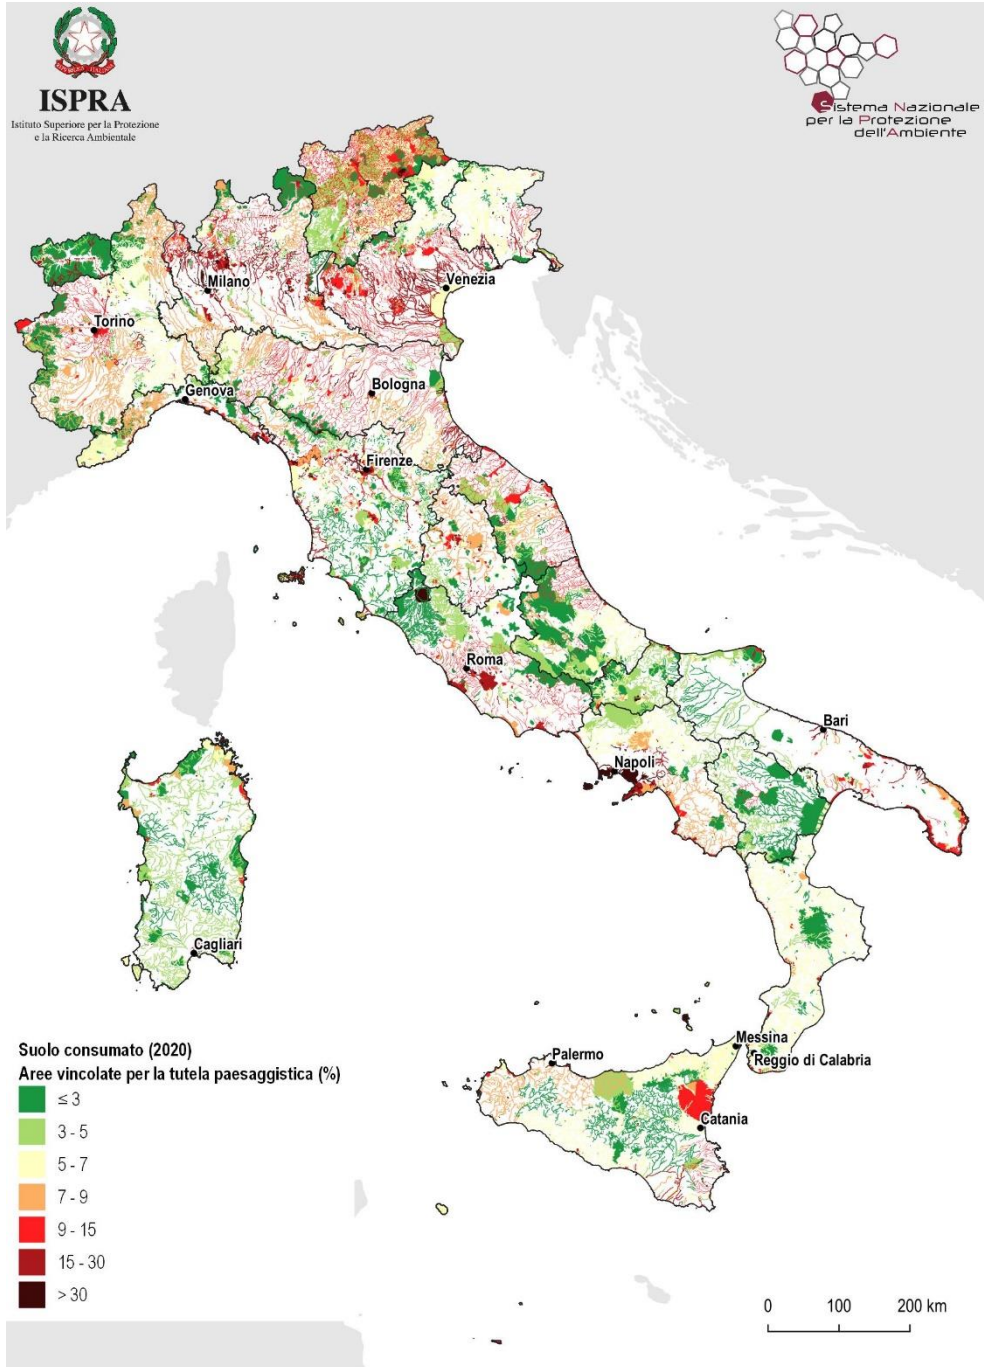 REPVBBLICA ITALIANA
ISPRA
Istituto Superiore per la Protezione
e la Ricerca Ambientale
Sistema Nazionale
per la Protezione
dell'Ambiente
Milano
Venezia
Torino
Genova
Bologna
Firenze
Roma
Bari
Napoli
Cagliari
Messina
Palermo
Reggio di Calabria
Catania
Suolo consumato (2020)
Aree vincolate per la tutela paesaggistica (%)
≤ 3
3 - 5
5 - 7
7 - 9
9 - 15
15 - 30
> 30
0 100 200 km